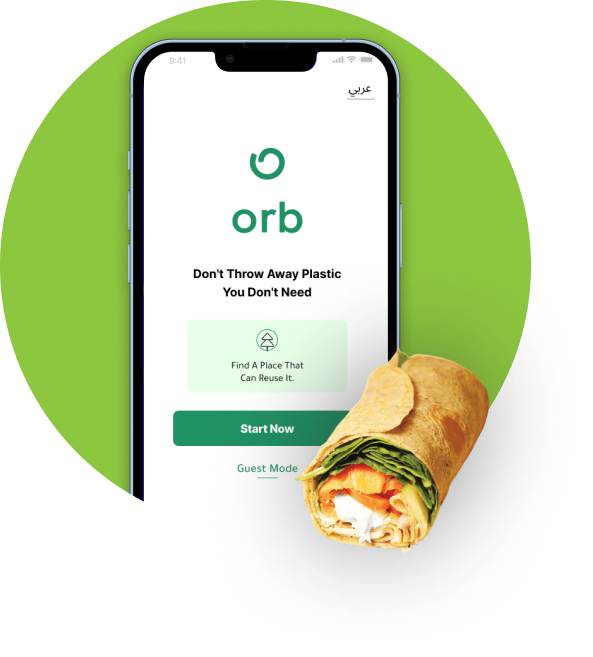 9:41
عربي
orb
Don't Throw Away Plastic
You Don't Need
Find A Place That
Can Reuse It.
Start Now
Guest Mode